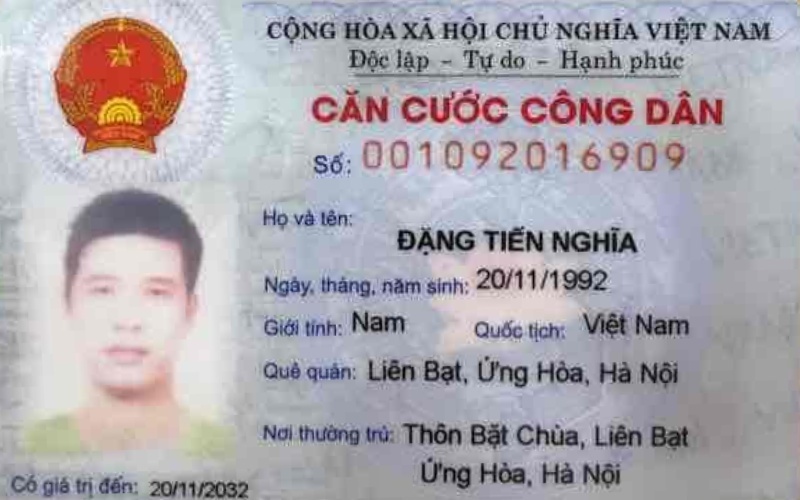 CỘNG HÒA XÃ HỘI CHỦ NGHĨA VIỆT NAM
Độc lập - Tự do - Hạnh phúc
CĂN CƯỚC CÔNG DÂN
Số: 001092016909
Họ và tên:
ĐẶNG TIẾN NGHĨA
Ngày, tháng, năm sinh: 20/11/1992
Giới tính: Nam Quốc tịch: Việt Nam
Quê quán: Liên Bạt, Ứng Hòa, Hà Nội
Nơi thường trú: Thôn Bặt Chùa, Liên Bạt
Ứng Hòa, Hà Nội
Có giá trị đến: 20/11/2032